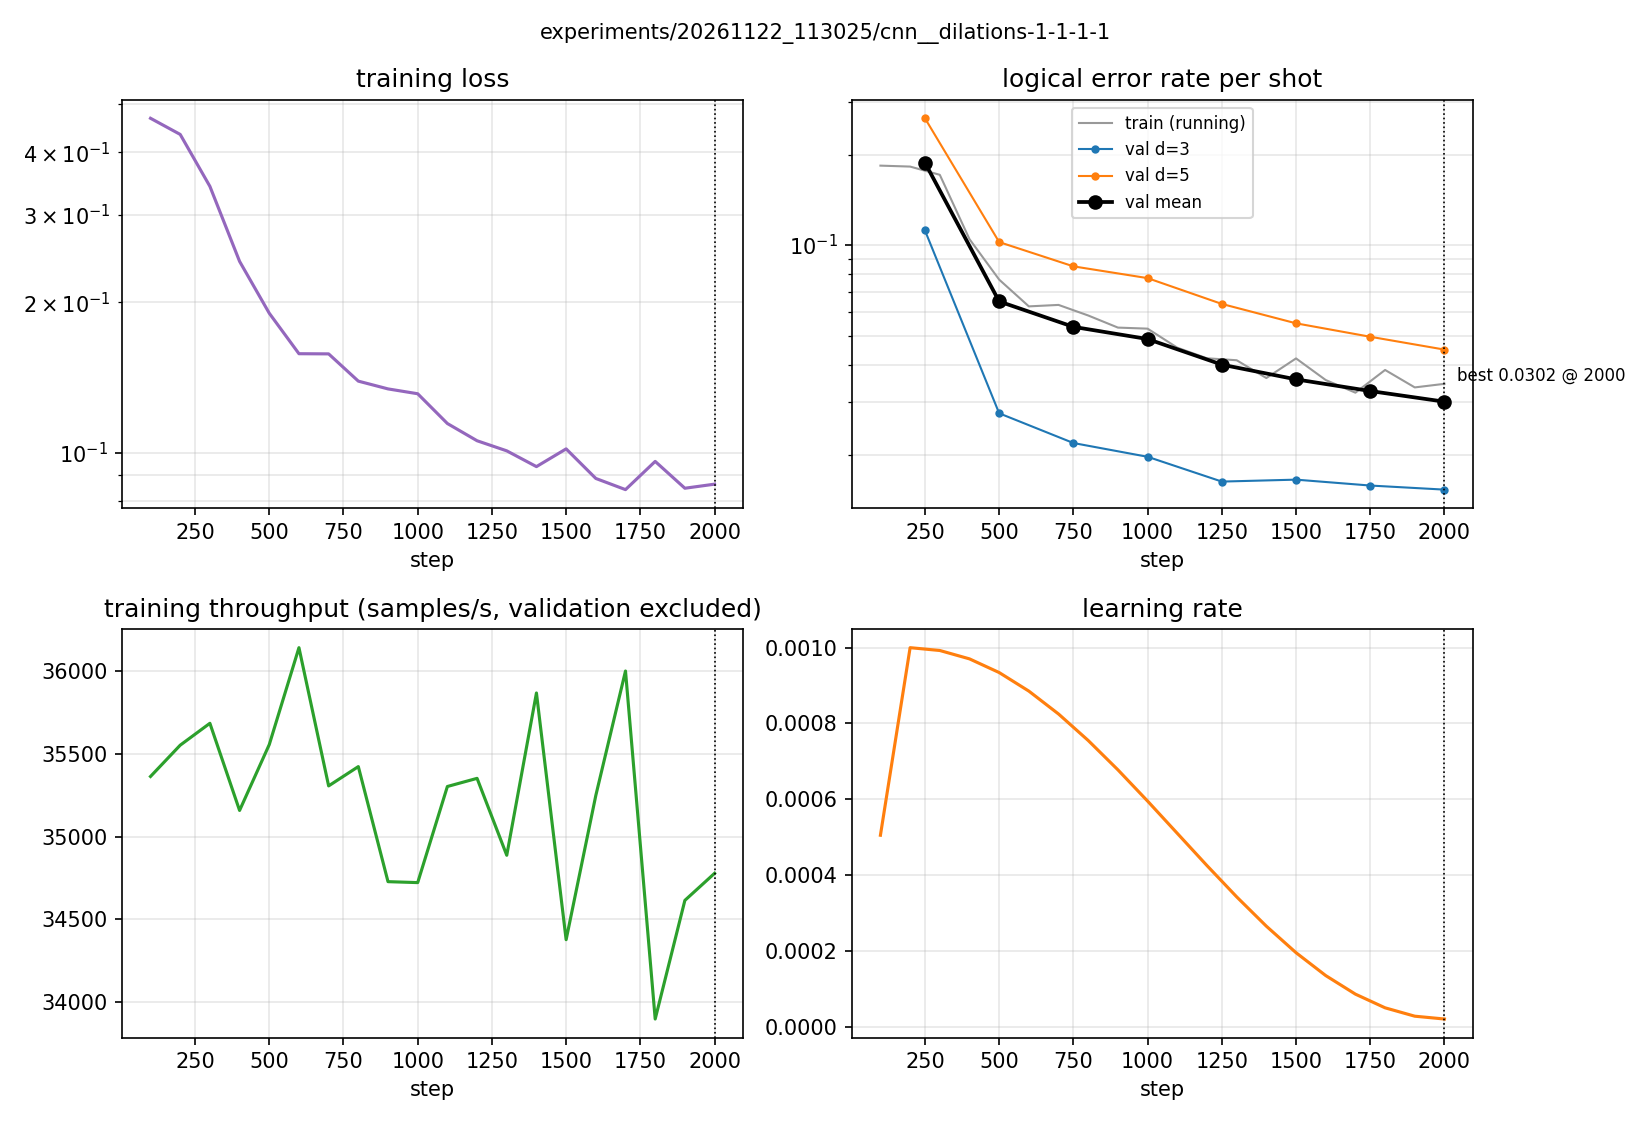 experiments/20261122_113025/cnn__dilations-1-1-1-1
training loss
4 × 10⁻¹
3 × 10⁻¹
2 × 10⁻¹
10⁻¹
250 500 750 1000 1250 1500 1750 2000
step
logical error rate per shot
train (running)
val d=3
val d=5
val mean
10⁻¹
best 0.0302 @ 2000
250 500 750 1000 1250 1500 1750 2000
step
training throughput (samples/s, validation excluded)
36000
35500
35000
34500
34000
250 500 750 1000 1250 1500 1750 2000
step
learning rate
0.0010
0.0008
0.0006
0.0004
0.0002
0.0000
250 500 750 1000 1250 1500 1750 2000
step